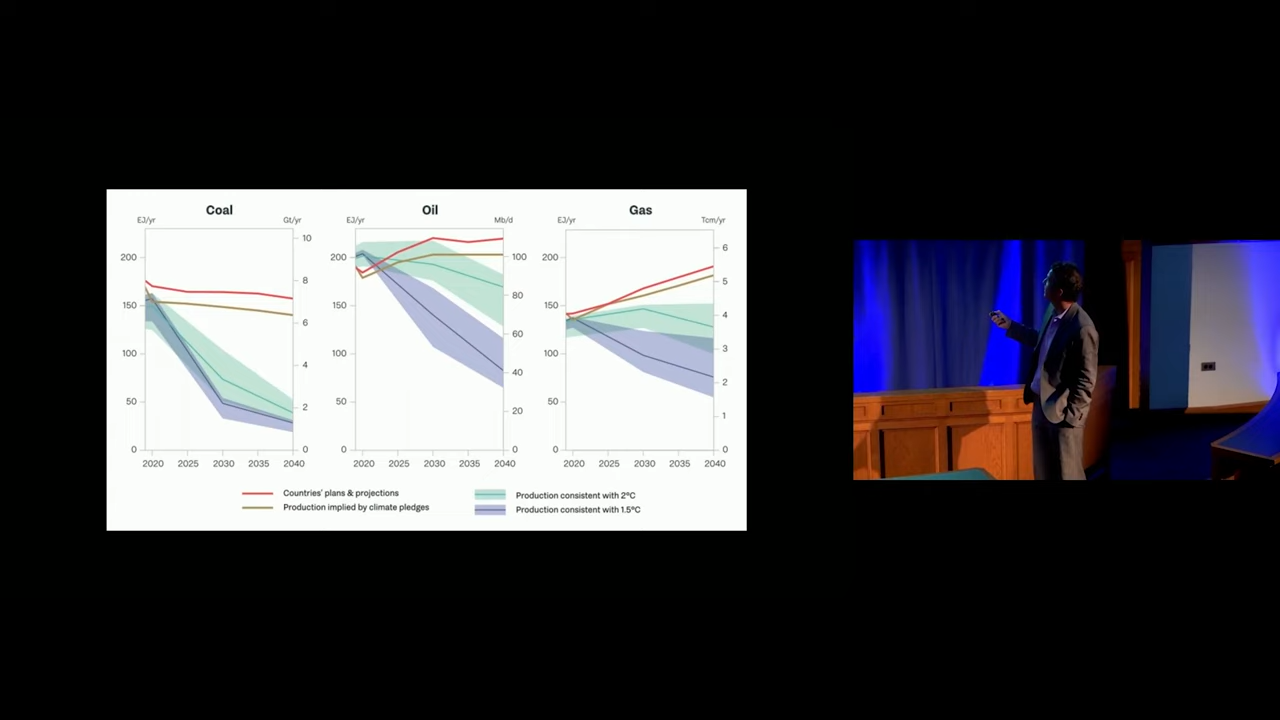 Coal
EJ/yr
Gt/yr
200
150
100
50
0
10
8
6
4
2
0
2020 2025 2030 2035 2040
Oil
EJ/yr
Mb/d
200
150
100
50
0
100
80
60
40
20
0
2020 2025 2030 2035 2040
Gas
EJ/yr
Tcm/yr
200
150
100
50
0
6
5
4
3
2
1
0
2020 2025 2030 2035 2040
Countries' plans & projections
Production implied by climate pledges
Production consistent with 2°C
Production consistent with 1.5°C